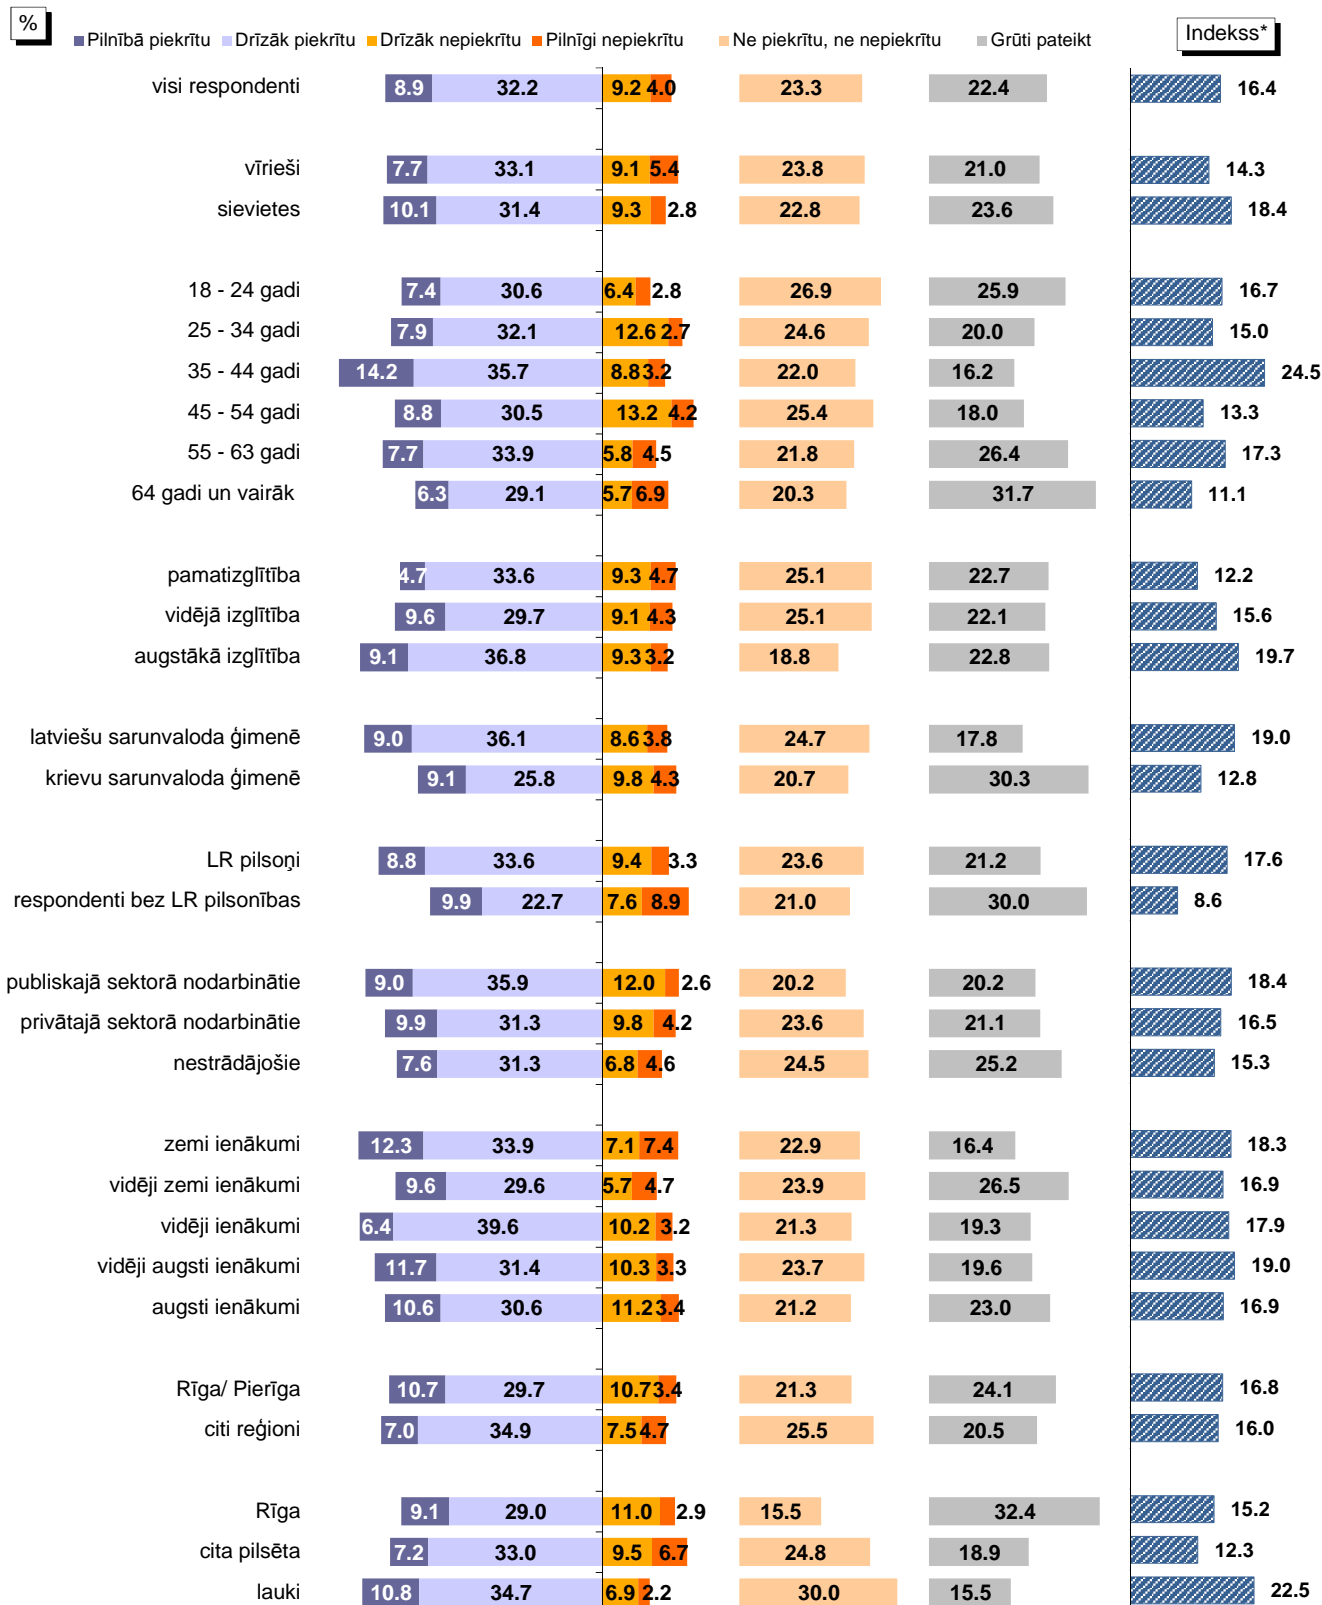 %
Pilnībā piekrītu Drīzāk piekrītu Drīzāk nepiekrītu Pilnīgi nepiekrītu Ne piekrītu, ne nepiekrītu Grūti pateikt Indekss*
visi respondenti 8.9 32.2 9.2 4.0 23.3 22.4 16.4
vīrieši 7.7 33.1 9.1 5.4 23.8 21.0 14.3
sievietes 10.1 31.4 9.3 2.8 22.8 23.6 18.4
18 - 24 gadi 7.4 30.6 6.4 2.8 26.9 25.9 16.7
25 - 34 gadi 7.9 32.1 12.6 2.7 24.6 20.0 15.0
35 - 44 gadi 14.2 35.7 8.8 3.2 22.0 16.2 24.5
45 - 54 gadi 8.8 30.5 13.2 4.2 25.4 18.0 13.3
55 - 63 gadi 7.7 33.9 5.8 4.5 21.8 26.4 17.3
64 gadi un vairāk 6.3 29.1 5.7 6.9 20.3 31.7 11.1
pamatizglītība 4.7 33.6 9.3 4.7 25.1 22.7 12.2
vidējā izglītība 9.6 29.7 9.1 4.3 25.1 22.1 15.6
augstākā izglītība 9.1 36.8 9.3 3.2 18.8 22.8 19.7
latviešu sarunvaloda ģimenē 9.0 36.1 8.6 3.8 24.7 17.8 19.0
krievu sarunvaloda ģimenē 9.1 25.8 9.8 4.3 20.7 30.3 12.8
LR pilsoņi 8.8 33.6 9.4 3.3 23.6 21.2 17.6
respondenti bez LR pilsonības 9.9 22.7 7.6 8.9 21.0 30.0 8.6
publiskajā sektorā nodarbinātie 9.0 35.9 12.0 2.6 20.2 20.2 18.4
privātajā sektorā nodarbinātie 9.9 31.3 9.8 4.2 23.6 21.1 16.5
nestrādājošie 7.6 31.3 6.8 4.6 24.5 25.2 15.3
zemi ienākumi 12.3 33.9 7.1 7.4 22.9 16.4 18.3
vidēji zemi ienākumi 9.6 29.6 5.7 4.7 23.9 26.5 16.9
vidēji ienākumi 6.4 39.6 10.2 3.2 21.3 19.3 17.9
vidēji augsti ienākumi 11.7 31.4 10.3 3.3 23.7 19.6 19.0
augsti ienākumi 10.6 30.6 11.2 3.4 21.2 23.0 16.9
Rīga/ Pierīga 10.7 29.7 10.7 3.4 21.3 24.1 16.8
citi reģioni 7.0 34.9 7.5 4.7 25.5 20.5 16.0
Rīga 9.1 29.0 11.0 2.9 15.5 32.4 15.2
cita pilsēta 7.2 33.0 9.5 6.7 24.8 18.9 12.3
lauki 10.8 34.7 6.9 2.2 30.0 15.5 22.5